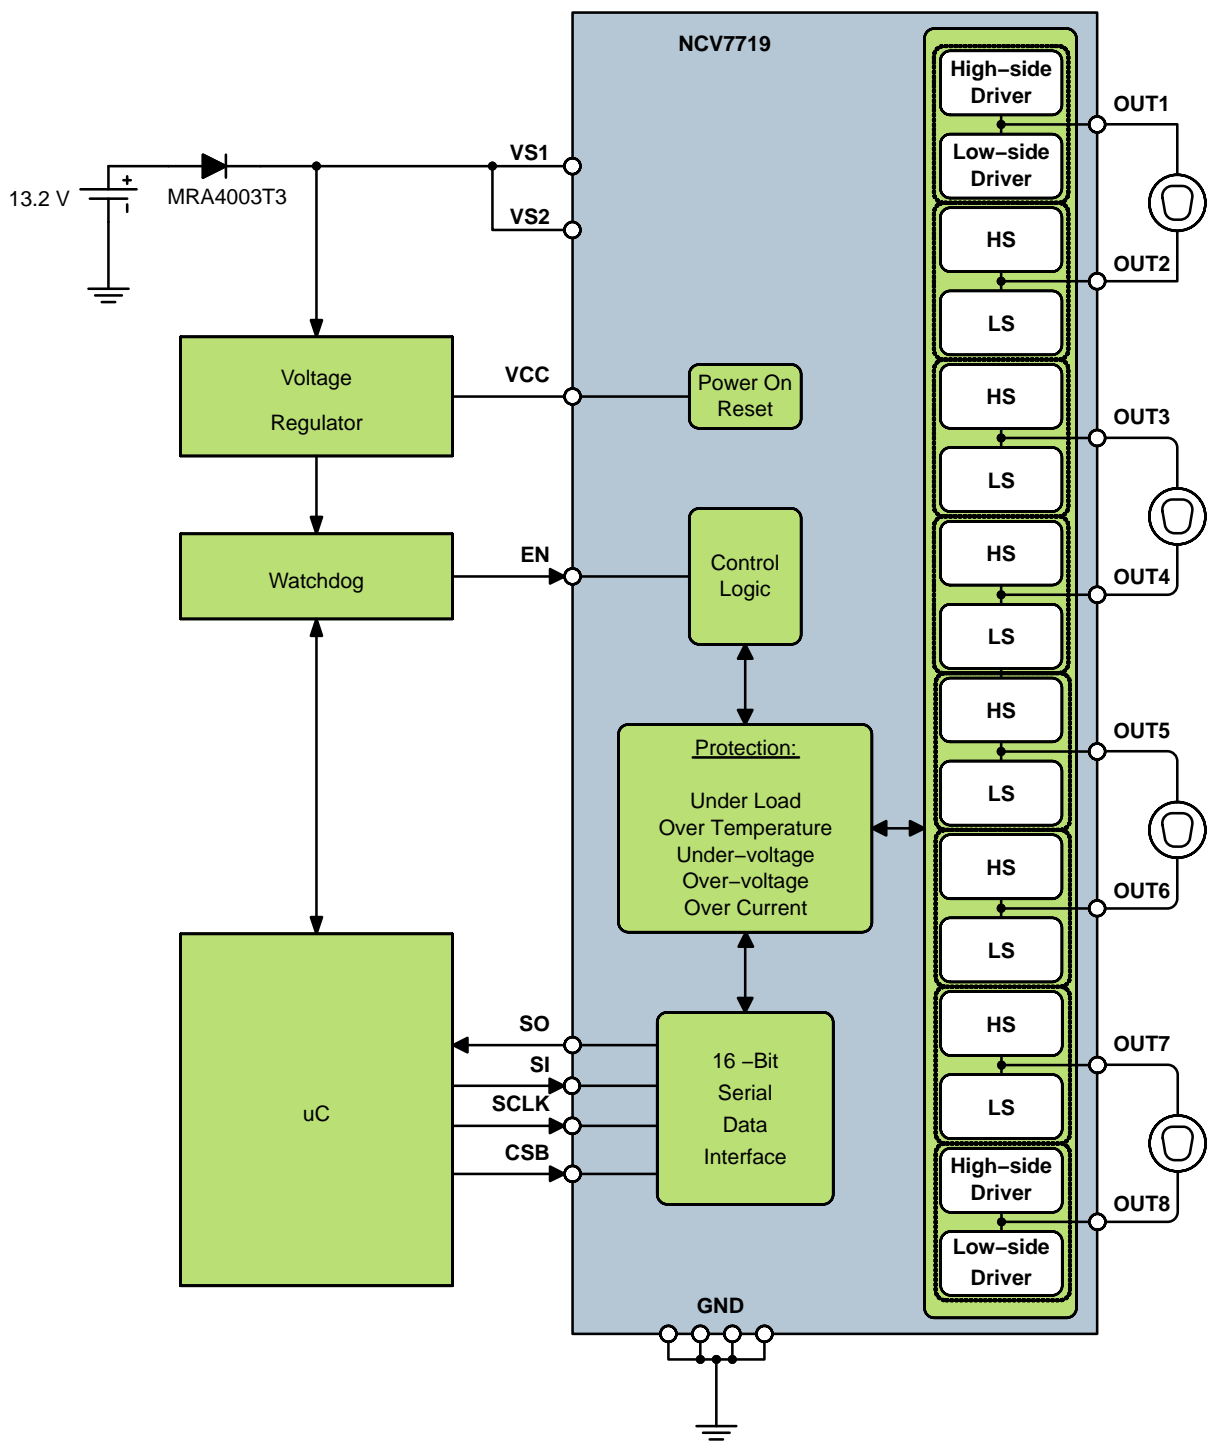 NCV7719
High−side
Driver
OUT1
Low−side
Driver
VS1
13.2 V
+
MRA4003T3
VS2
HS
OUT2
LS
Voltage
Regulator
VCC
Power On
Reset
HS
OUT3
LS
Watchdog
EN
Control
Logic
HS
OUT4
LS
HS
OUT5
LS
Protection:
Under Load
Over Temperature
Under−voltage
Over−voltage
Over Current
HS
OUT6
LS
uC
SO
SI
SCLK
CSB
16 −Bit
Serial
Data
Interface
HS
OUT7
LS
High−side
Driver
OUT8
Low−side
Driver
GND